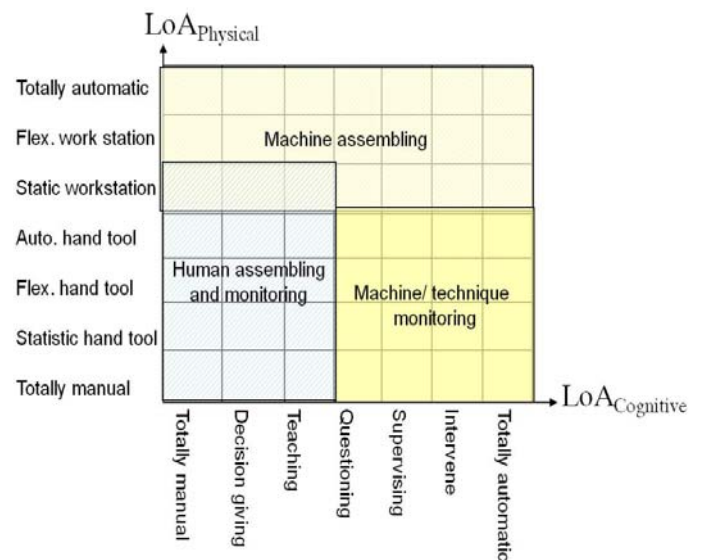 LoA Physical
Totally automatic
Flex. work station
Static workstation
Auto. hand tool
Flex. hand tool
Statistic hand tool
Totally manual
Machine assembling
Human assembling
and monitoring
Machine/ technique
monitoring
LoA Cognitive
Totally manual
Decision giving
Teaching
Questioning
Supervising
Intervene
Totally automatic